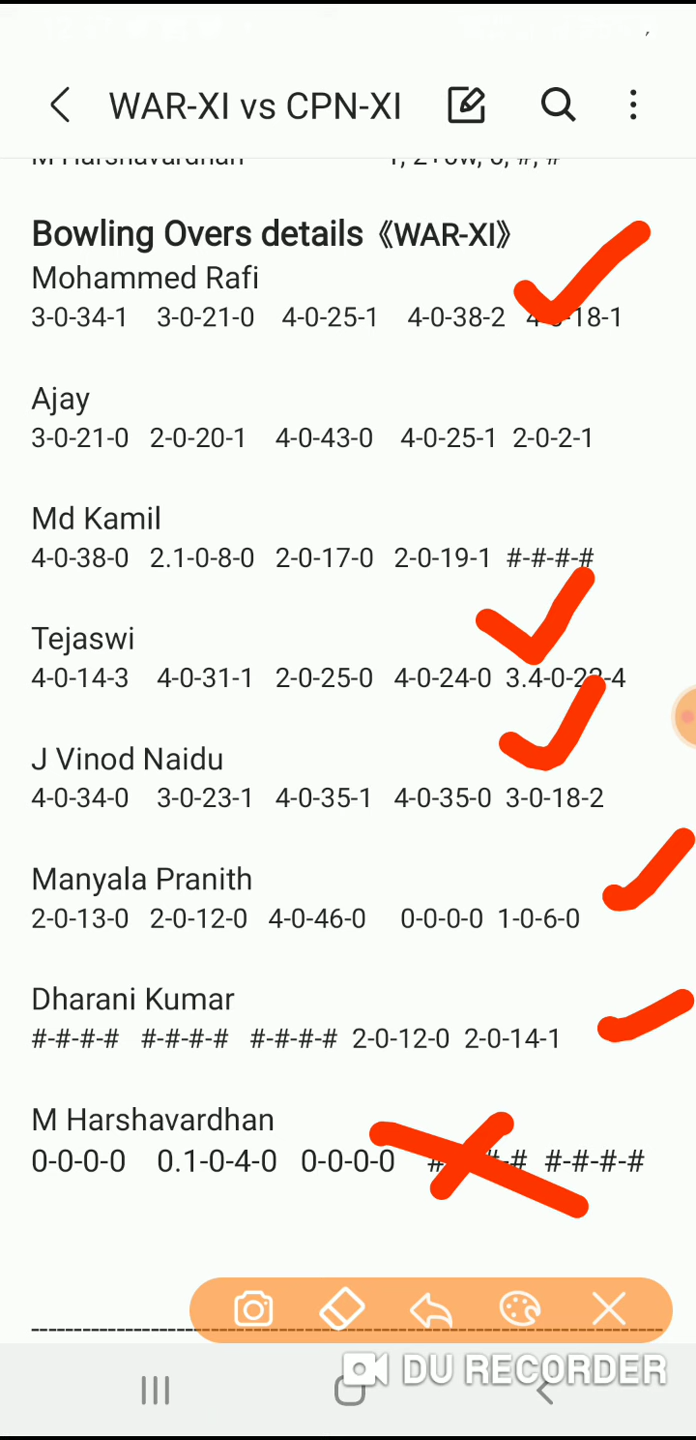 WAR-XI vs CPN-XI
M Harshavardhan
Bowling Overs details《WAR-XI》
Mohammed Rafi
3-0-34-1 3-0-21-0 4-0-25-1 4-0-38-2 4-0-18-1
Ajay
3-0-21-0 2-0-20-1 4-0-43-0 4-0-25-1 2-0-2-1
Md Kamil
4-0-38-0 2.1-0-8-0 2-0-17-0 2-0-19-1 #-#-#-#
Tejaswi
4-0-14-3 4-0-31-1 2-0-25-0 4-0-24-0
J Vinod Naidu
4-0-34-0 3-0-23-1 4-0-35-1 4-0-35-0 3-0-18-2
Manyala Pranith
2-0-13-0 2-0-12-0 4-0-46-0 0-0-0-0 1-0-6-0
Dharani Kumar
#-#-#-# #-#-#-# #-#-#-# 2-0-12-0 2-0-14-1
M Harshavardhan
0-0-0-0 0.1-0-4-0 0-0-0-0 #-#-#-#
DU RECORDER